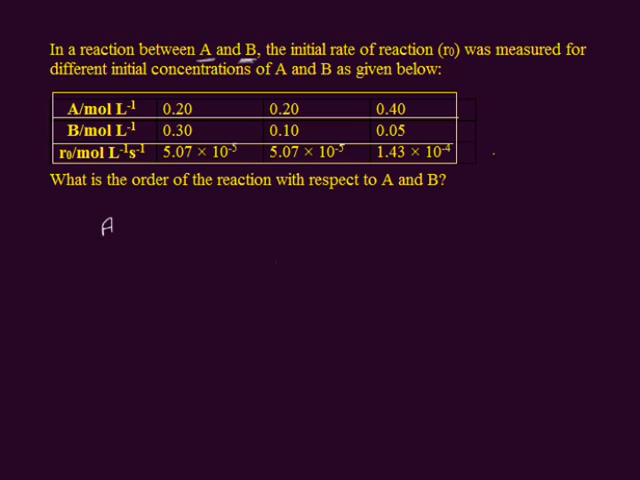 In a reaction between A and B, the initial rate of reaction (r₀) was measured for
different initial concentrations of A and B as given below:
A/mol L⁻¹ 0.20 0.20 0.40
B/mol L⁻¹ 0.30 0.10 0.05
r₀/mol L⁻¹s⁻¹ 5.07 × 10⁻⁵ 5.07 × 10⁻⁵ 1.43 × 10⁻⁴
What is the order of the reaction with respect to A and B?
A